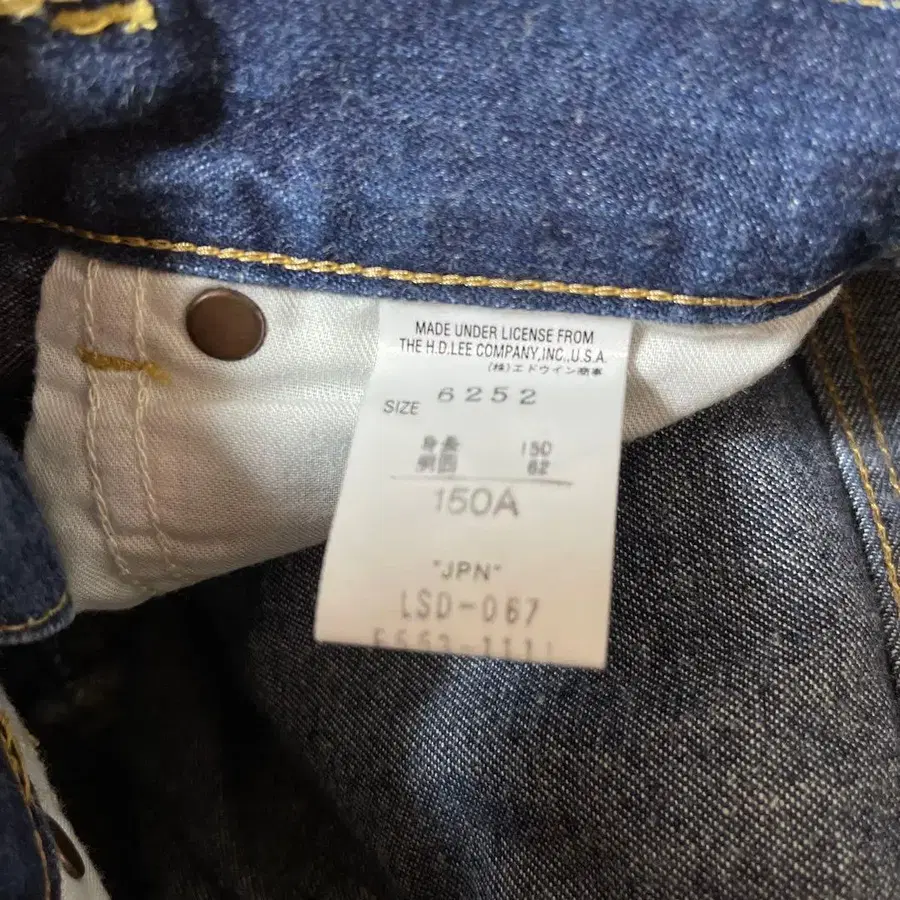 MADE UNDER LICENSE FROM
THE H.D.LEE COMPANY,INC.,U.S.A.
(株)エドウイン商事
SIZE 6252
身長 150
胴囲 62
150A
"JPN"
LSD-067